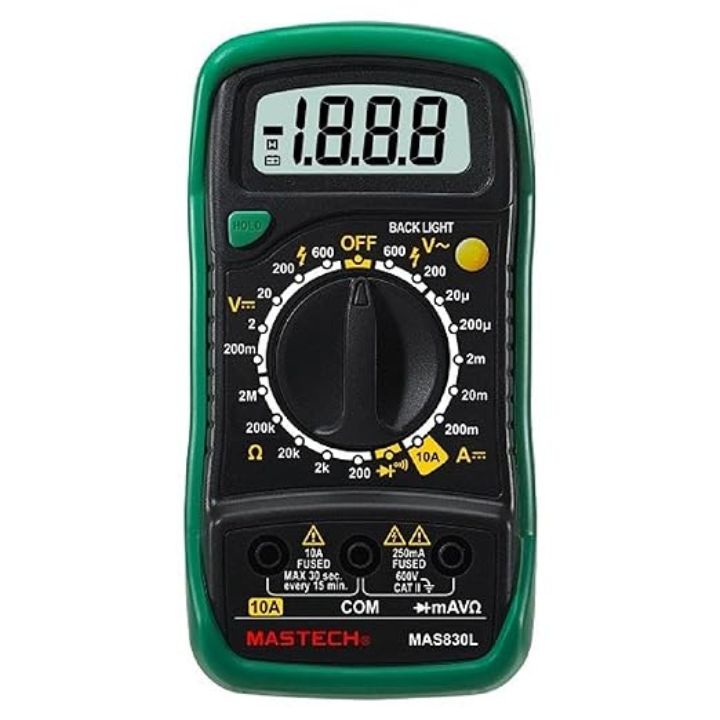 -1.8.8.8
H
HOLD
BACK LIGHT
OFF
600
600
V~
200
200
20
20μ
V⎓
2
200μ
200m
2m
2M
20m
200k
200m
Ω
20k
2k
200
10A
A⎓
10A
FUSED
MAX 30 sec.
every 15 min.
250mA
FUSED
600V
CAT II
10A
COM
mAVΩ
MASTECH®
MAS830L